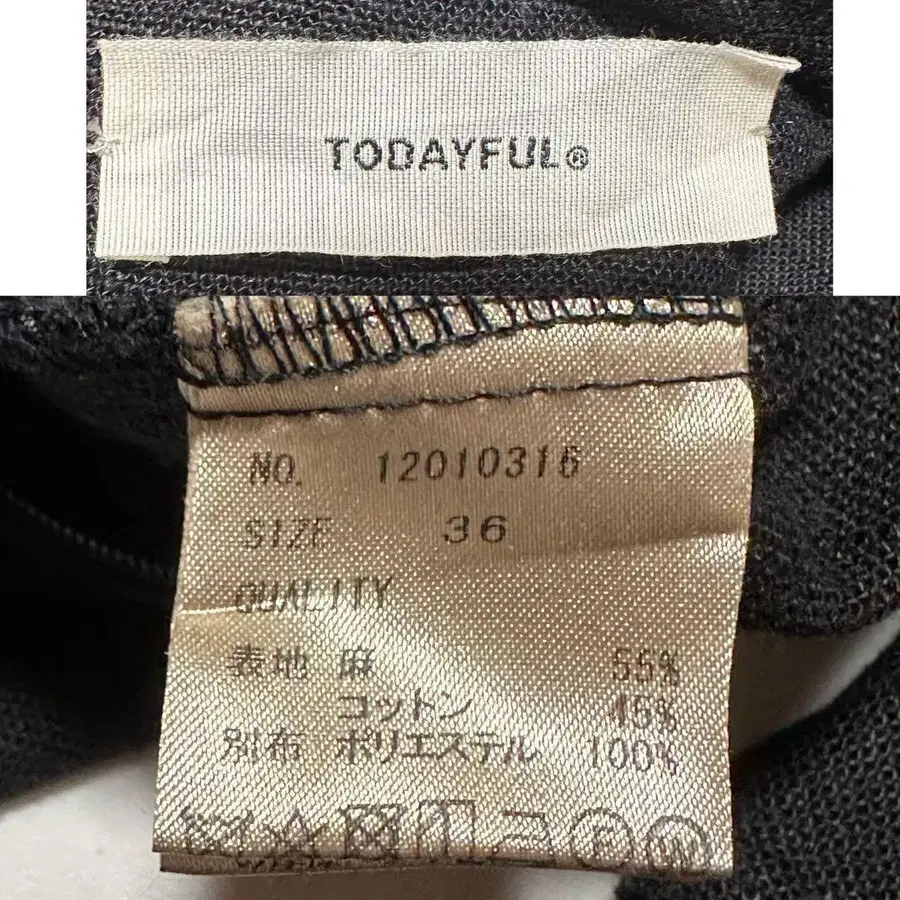 TODAYFUL®
NO. 12010316
SIZE 36
QUALITY
表地 麻 55%
コットン 45%
別布 ポリエステル 100%